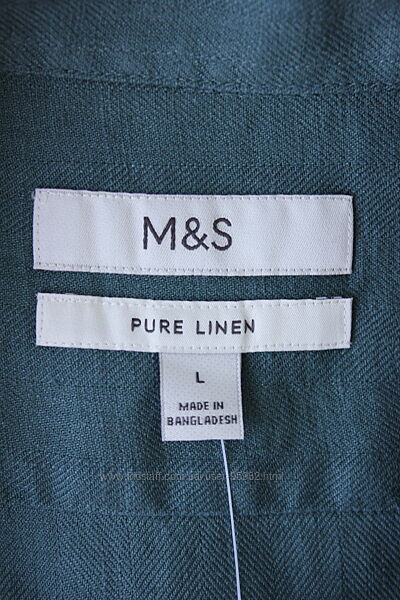 M&S
PURE LINEN
L
MADE IN
BANGLADESH